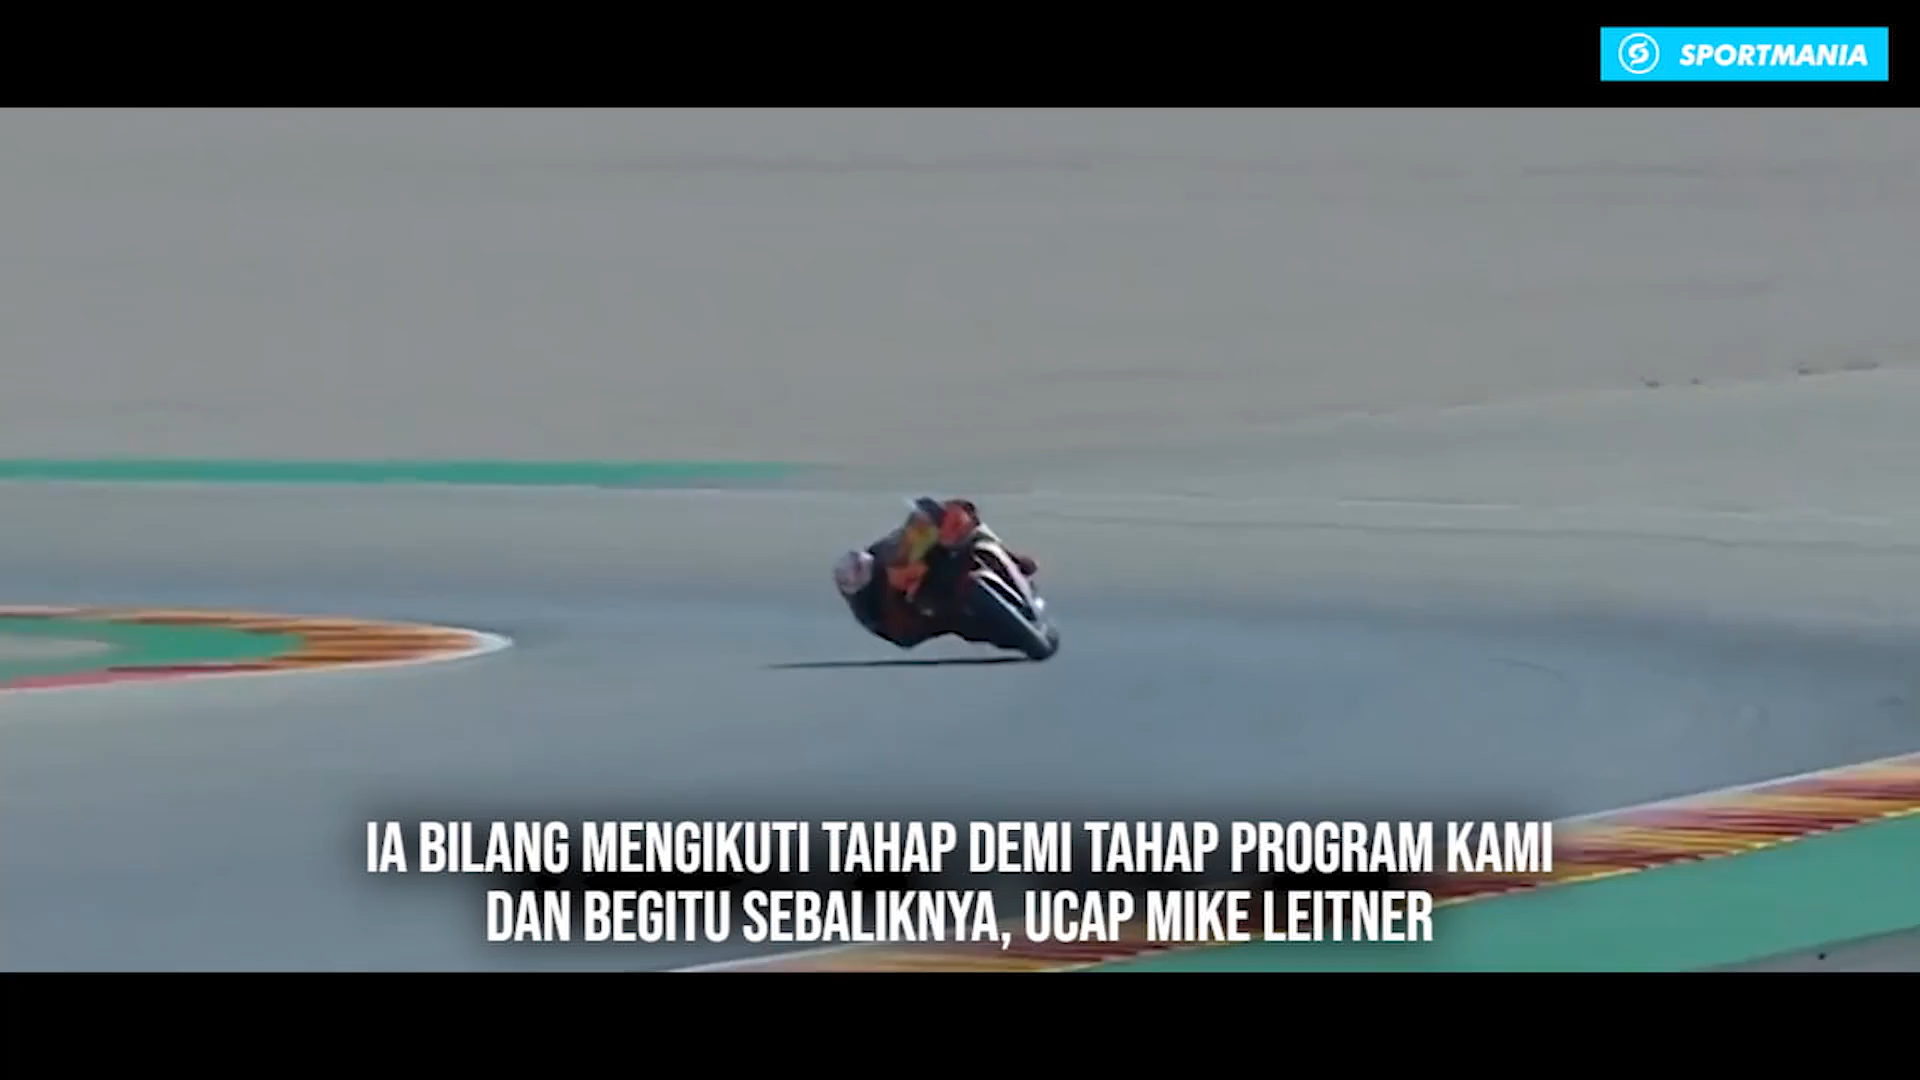 SPORTMANIA
IA BILANG MENGIKUTI TAHAP DEMI TAHAP PROGRAM KAMI
DAN BEGITU SEBALIKNYA, UCAP MIKE LEITNER